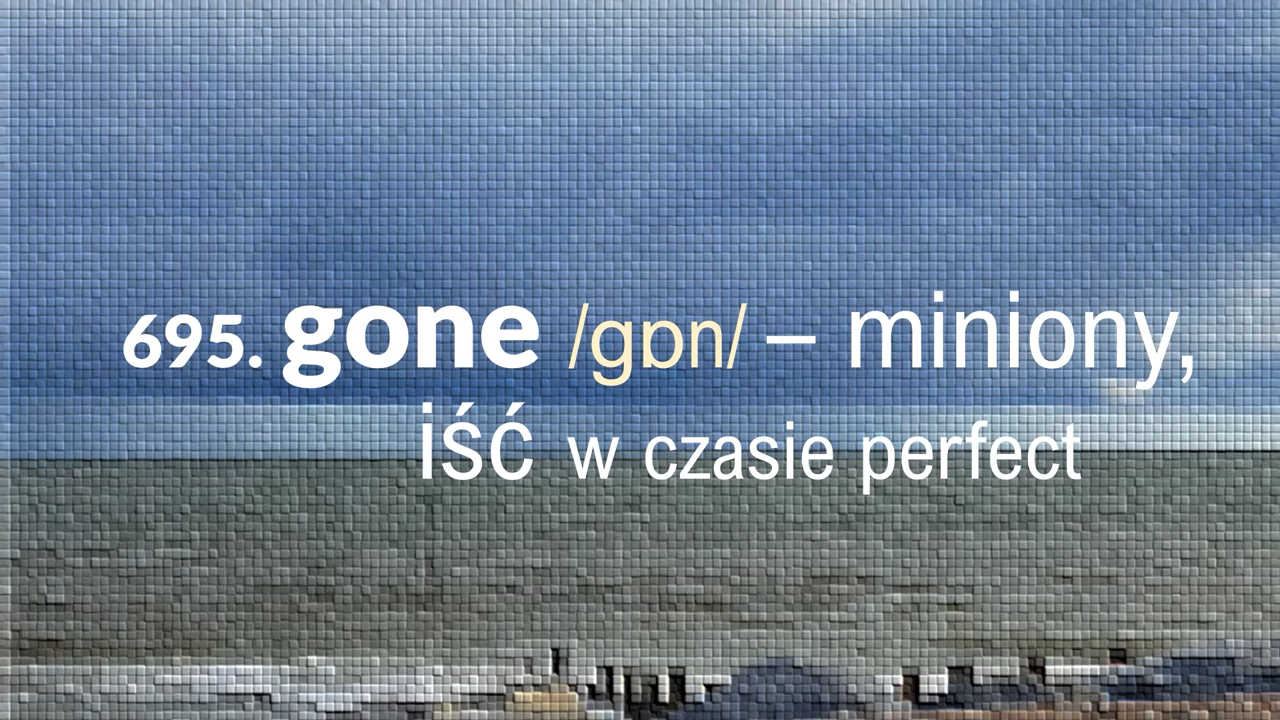 695. gone /gɒn/ – miniony,
iść w czasie perfect